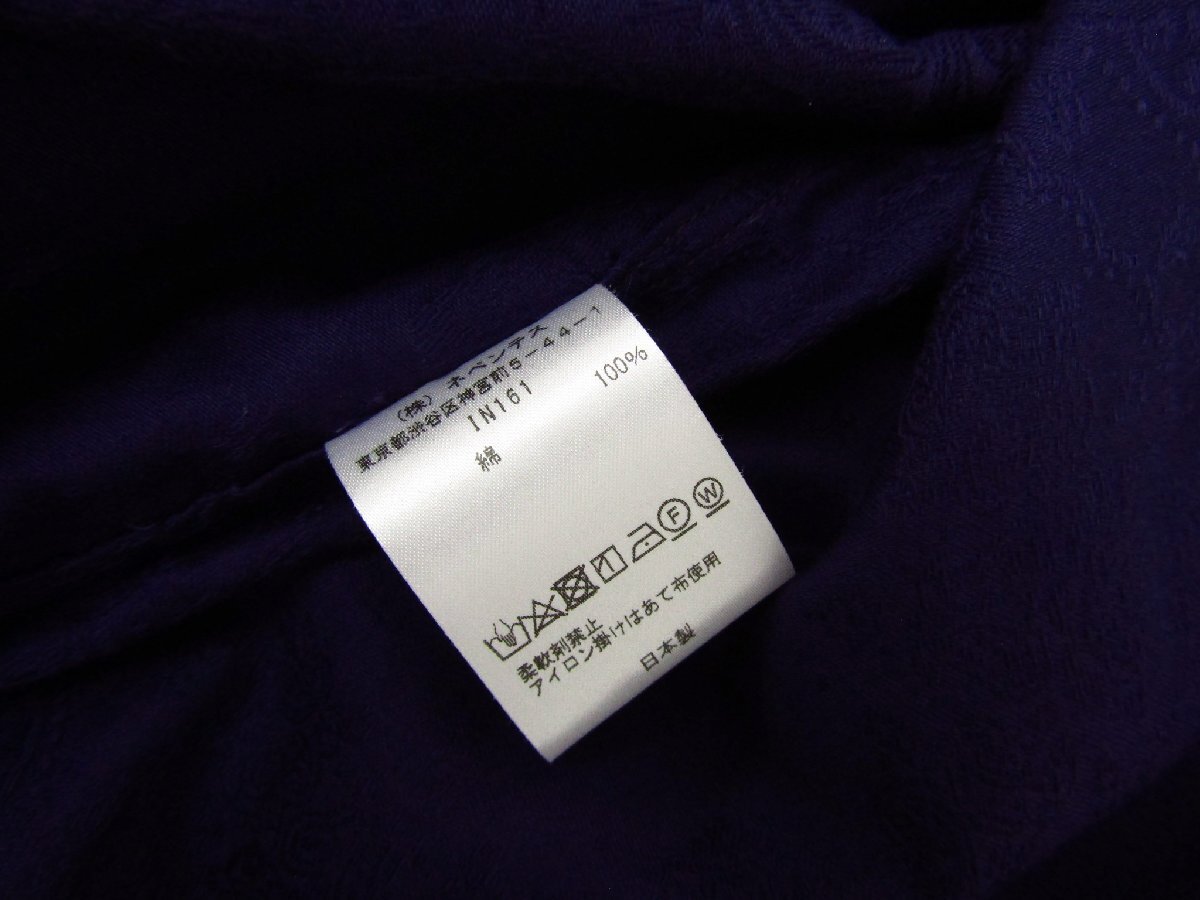 （株）ネペンテス
東京都渋谷区神宮前5-44-1
IN161
綿 100%
F W
柔軟剤禁止
アイロン掛けはあて布使用
日本製